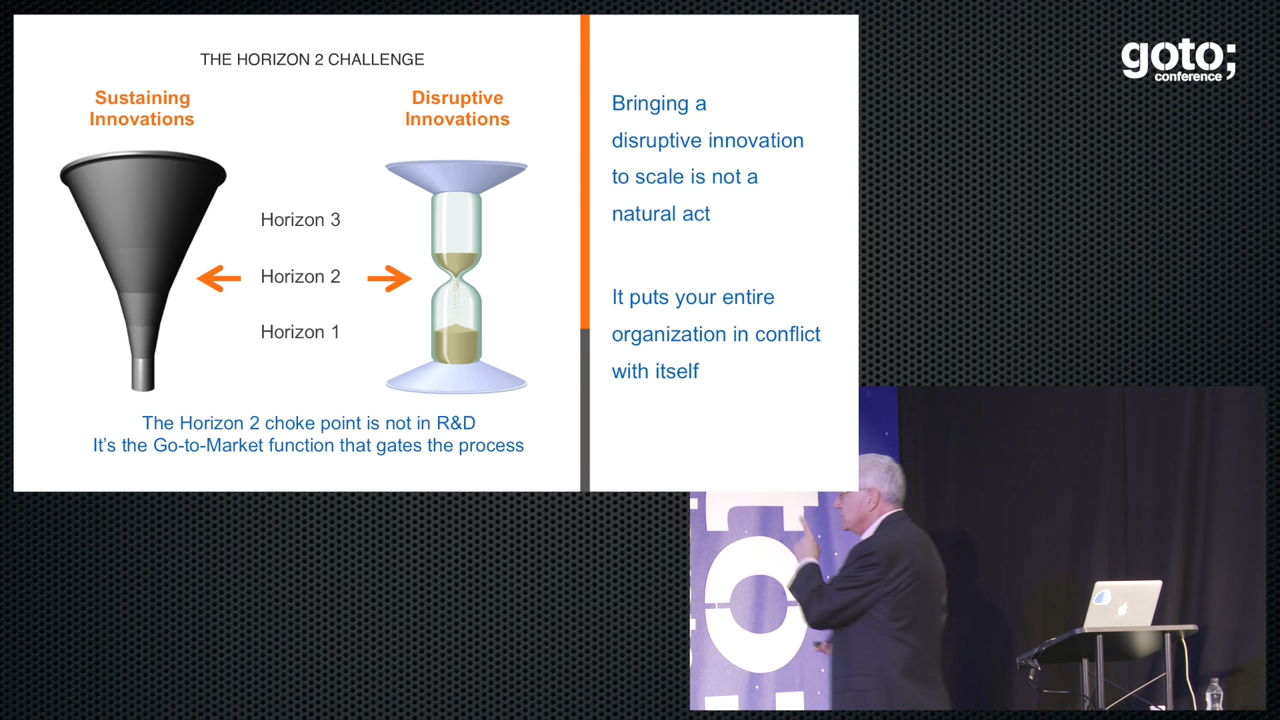 THE HORIZON 2 CHALLENGE
Sustaining
Innovations
Disruptive
Innovations
Horizon 3
Horizon 2
Horizon 1
The Horizon 2 choke point is not in R&D
It's the Go-to-Market function that gates the process
Bringing a
disruptive innovation
to scale is not a
natural act
It puts your entire
organization in conflict
with itself
goto;
conference